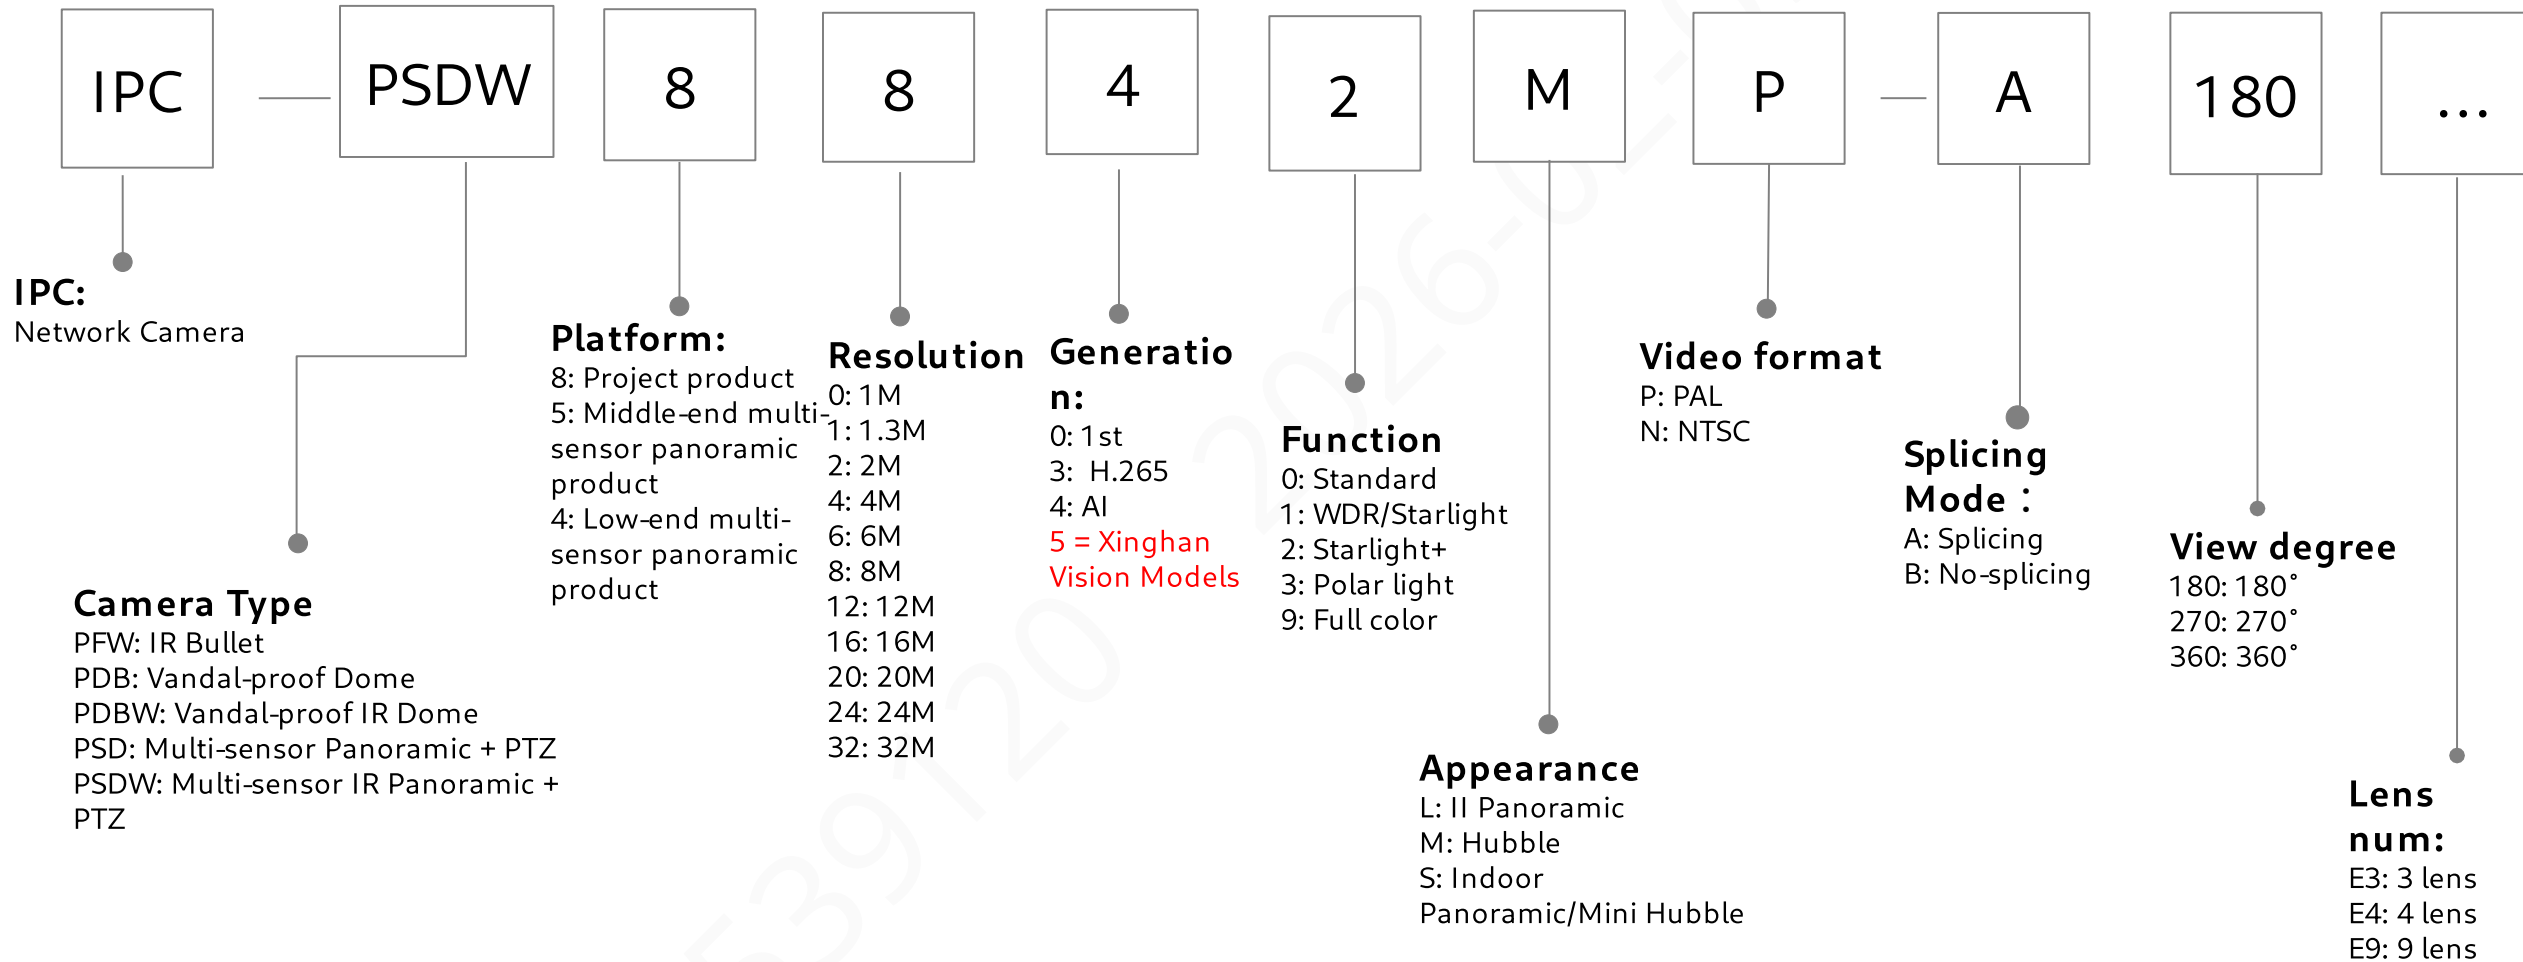 IPC
PSDW
8
8
4
2
M
P
A
180
...
IPC:
Network Camera
Camera Type
PFW: IR Bullet
PDB: Vandal-proof Dome
PDBW: Vandal-proof IR Dome
PSD: Multi-sensor Panoramic + PTZ
PSDW: Multi-sensor IR Panoramic +
PTZ
Platform:
8: Project product
5: Middle-end multi-
sensor panoramic
product
4: Low-end multi-
sensor panoramic
product
Resolution
0: 1M
1: 1.3M
2: 2M
4: 4M
6: 6M
8: 8M
12: 12M
16: 16M
20: 20M
24: 24M
32: 32M
Generatio
n:
0: 1st
3: H.265
4: AI
5 = Xinghan
Vision Models
Function
0: Standard
1: WDR/Starlight
2: Starlight+
3: Polar light
9: Full color
Appearance
L: II Panoramic
M: Hubble
S: Indoor
Panoramic/Mini Hubble
Video format
P: PAL
N: NTSC
Splicing
Mode：
A: Splicing
B: No-splicing
View degree
180: 180°
270: 270°
360: 360°
Lens
num:
E3: 3 lens
E4: 4 lens
E9: 9 lens